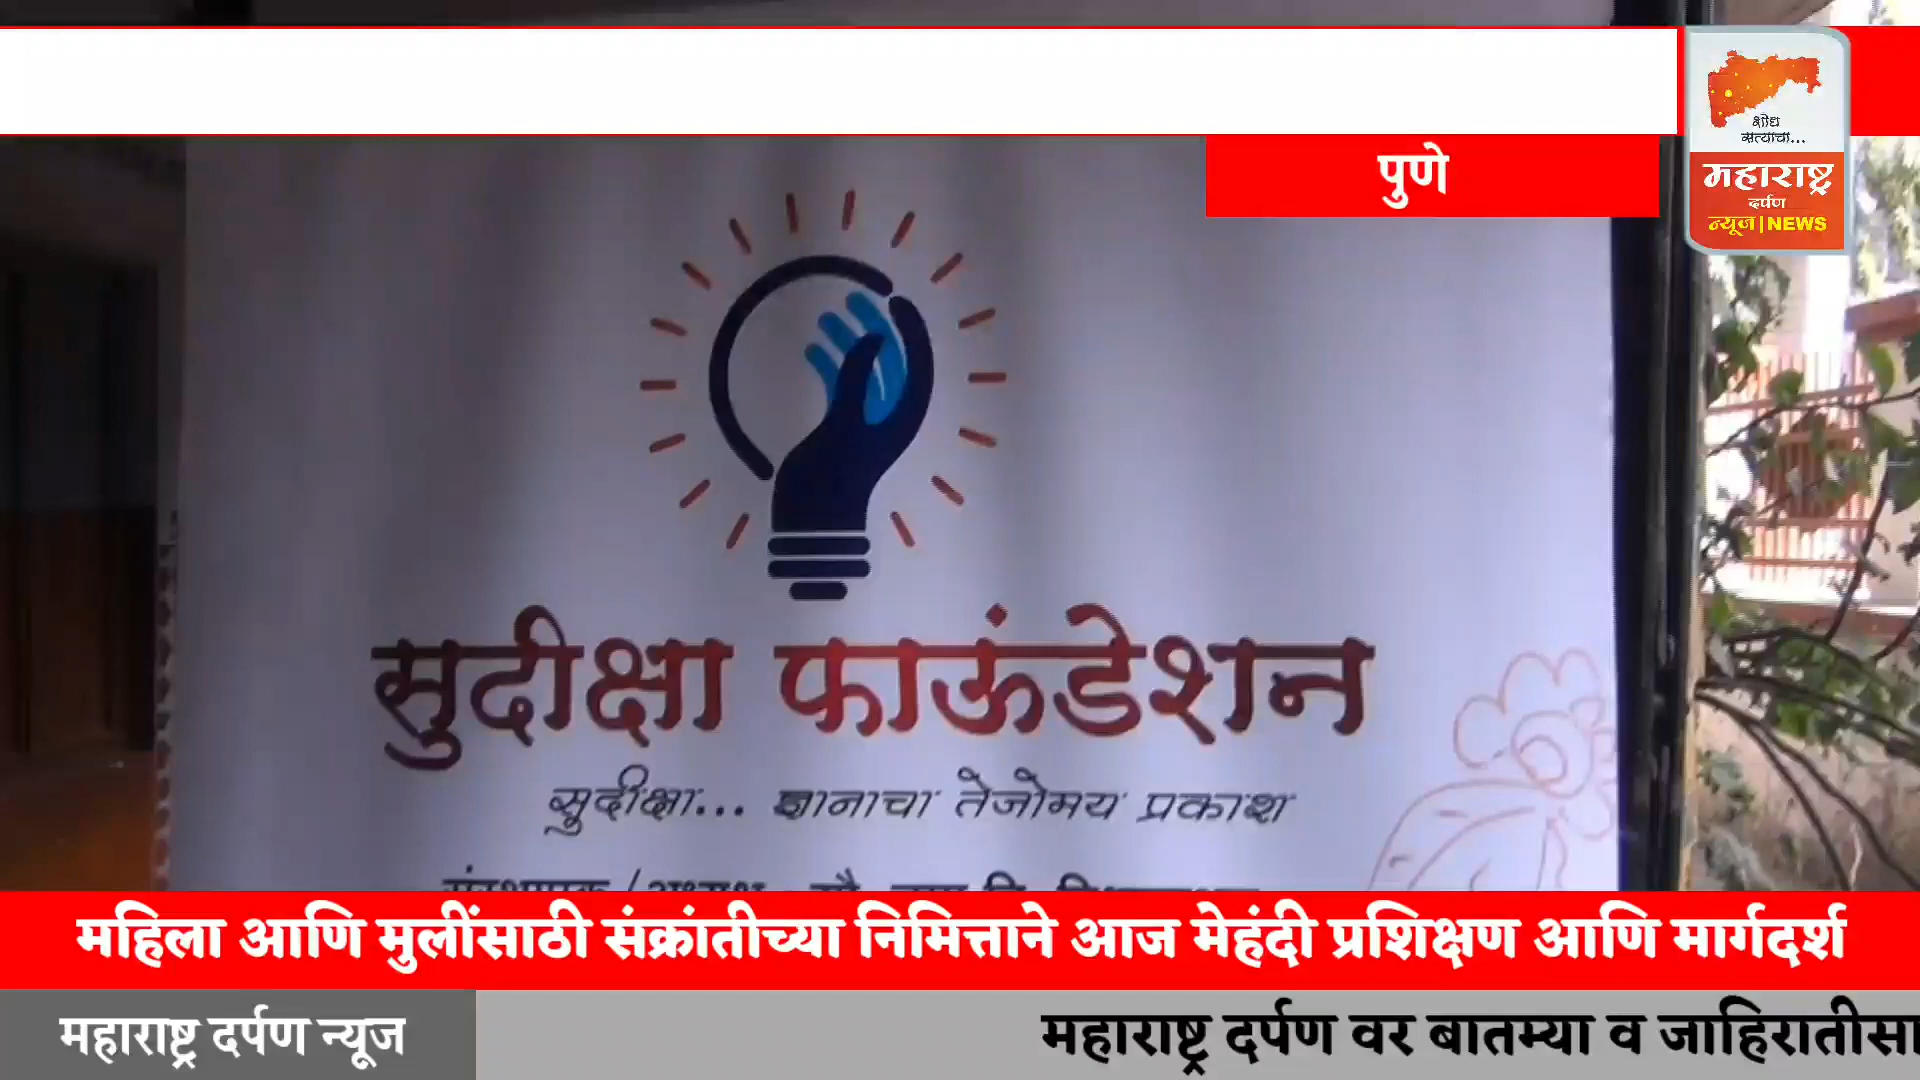 शोध
सत्याचा...
महाराष्ट्र
दर्पण
न्यूज|NEWS
पुणे
सुदीक्षा फाऊंडेशन
सुदीक्षा... ज्ञानाचा तेजोमय प्रकाश
महिला आणि मुलींसाठी संक्रांतीच्या निमित्ताने आज मेहंदी प्रशिक्षण आणि मार्गदर्श
महाराष्ट्र दर्पण न्यूज
महाराष्ट्र दर्पण वर बातम्या व जाहिरातीसा